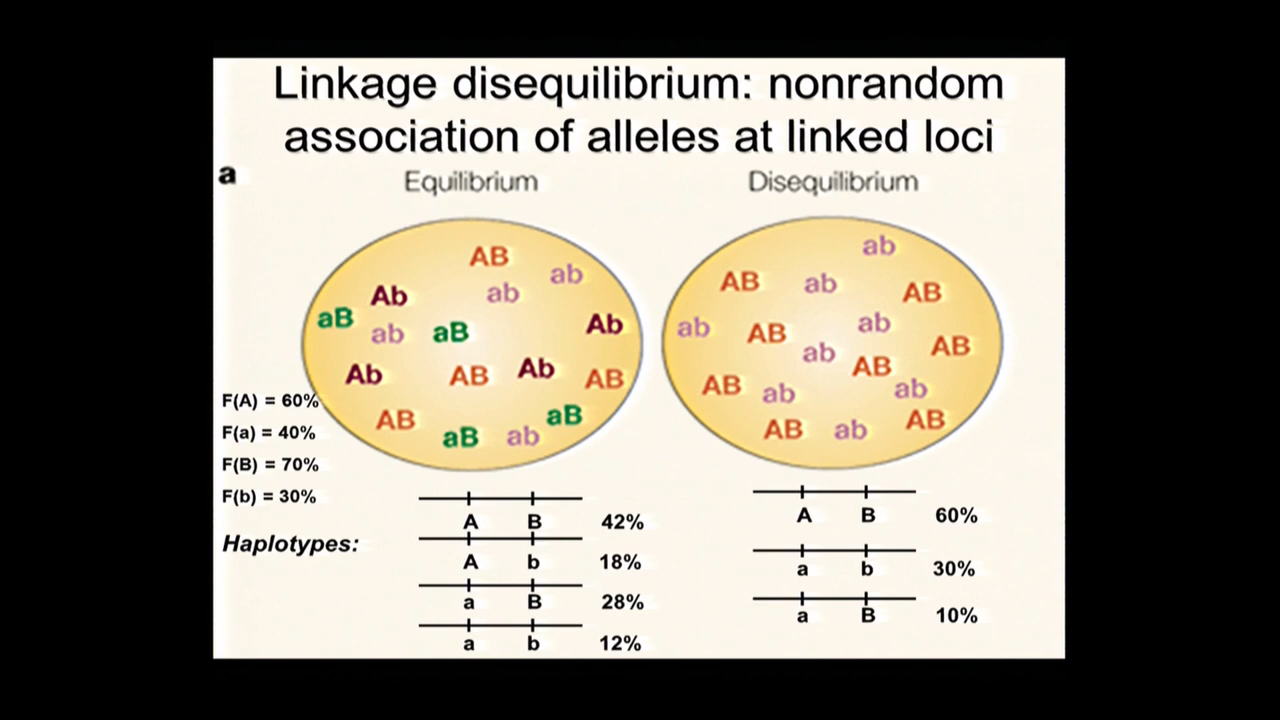 Linkage disequilibrium: nonrandom
association of alleles at linked loci
a
Equilibrium
AB
ab
Ab
ab
aB
ab
aB
Ab
Ab
AB
Ab
AB
AB
aB
ab
aB
Disequilibrium
ab
AB
ab
AB
ab
AB
ab
ab
AB
AB
AB
ab
ab
AB
ab
AB
F(A) = 60%
F(a) = 40%
F(B) = 70%
F(b) = 30%
Haplotypes:
A B 42%
A b 18%
a B 28%
a b 12%
A B 60%
a b 30%
a B 10%